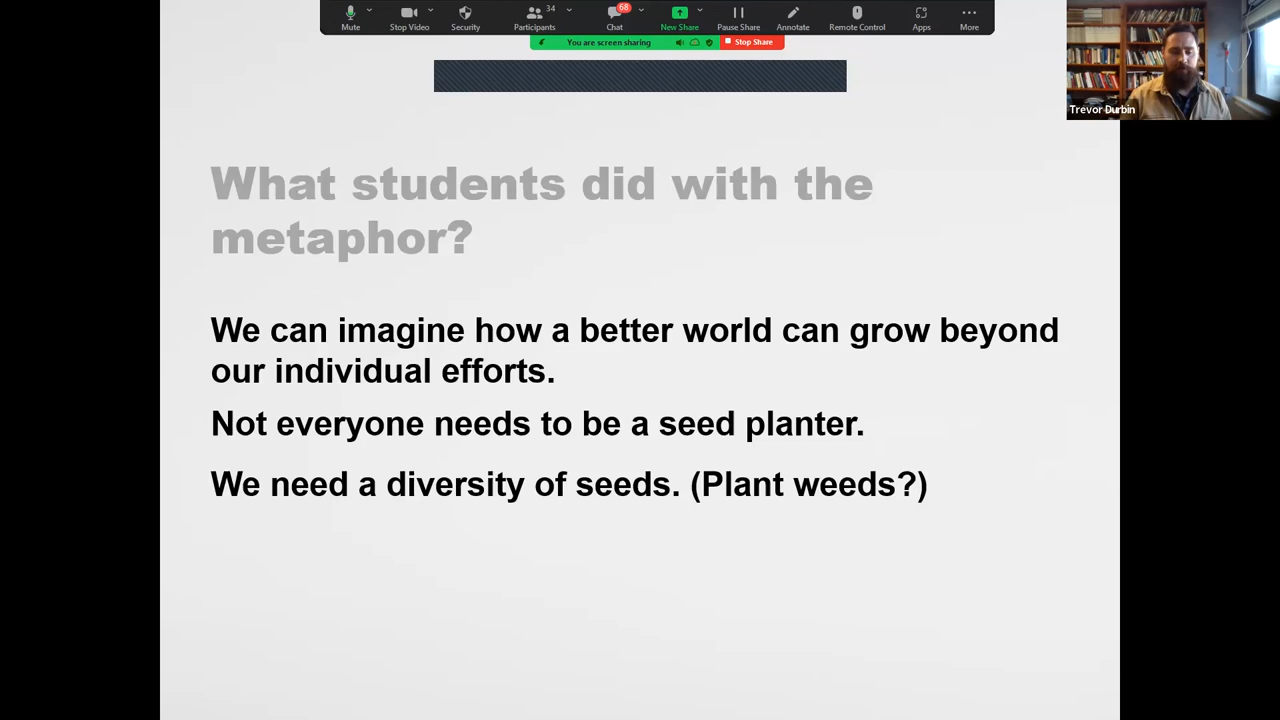 34
68
Mute
Stop Video
Security
Participants
Chat
New Share
Pause Share
Annotate
Remote Control
Apps
More
You are screen sharing
Stop Share
Trevor Durbin
What students did with the
metaphor?
We can imagine how a better world can grow beyond
our individual efforts.
Not everyone needs to be a seed planter.
We need a diversity of seeds. (Plant weeds?)